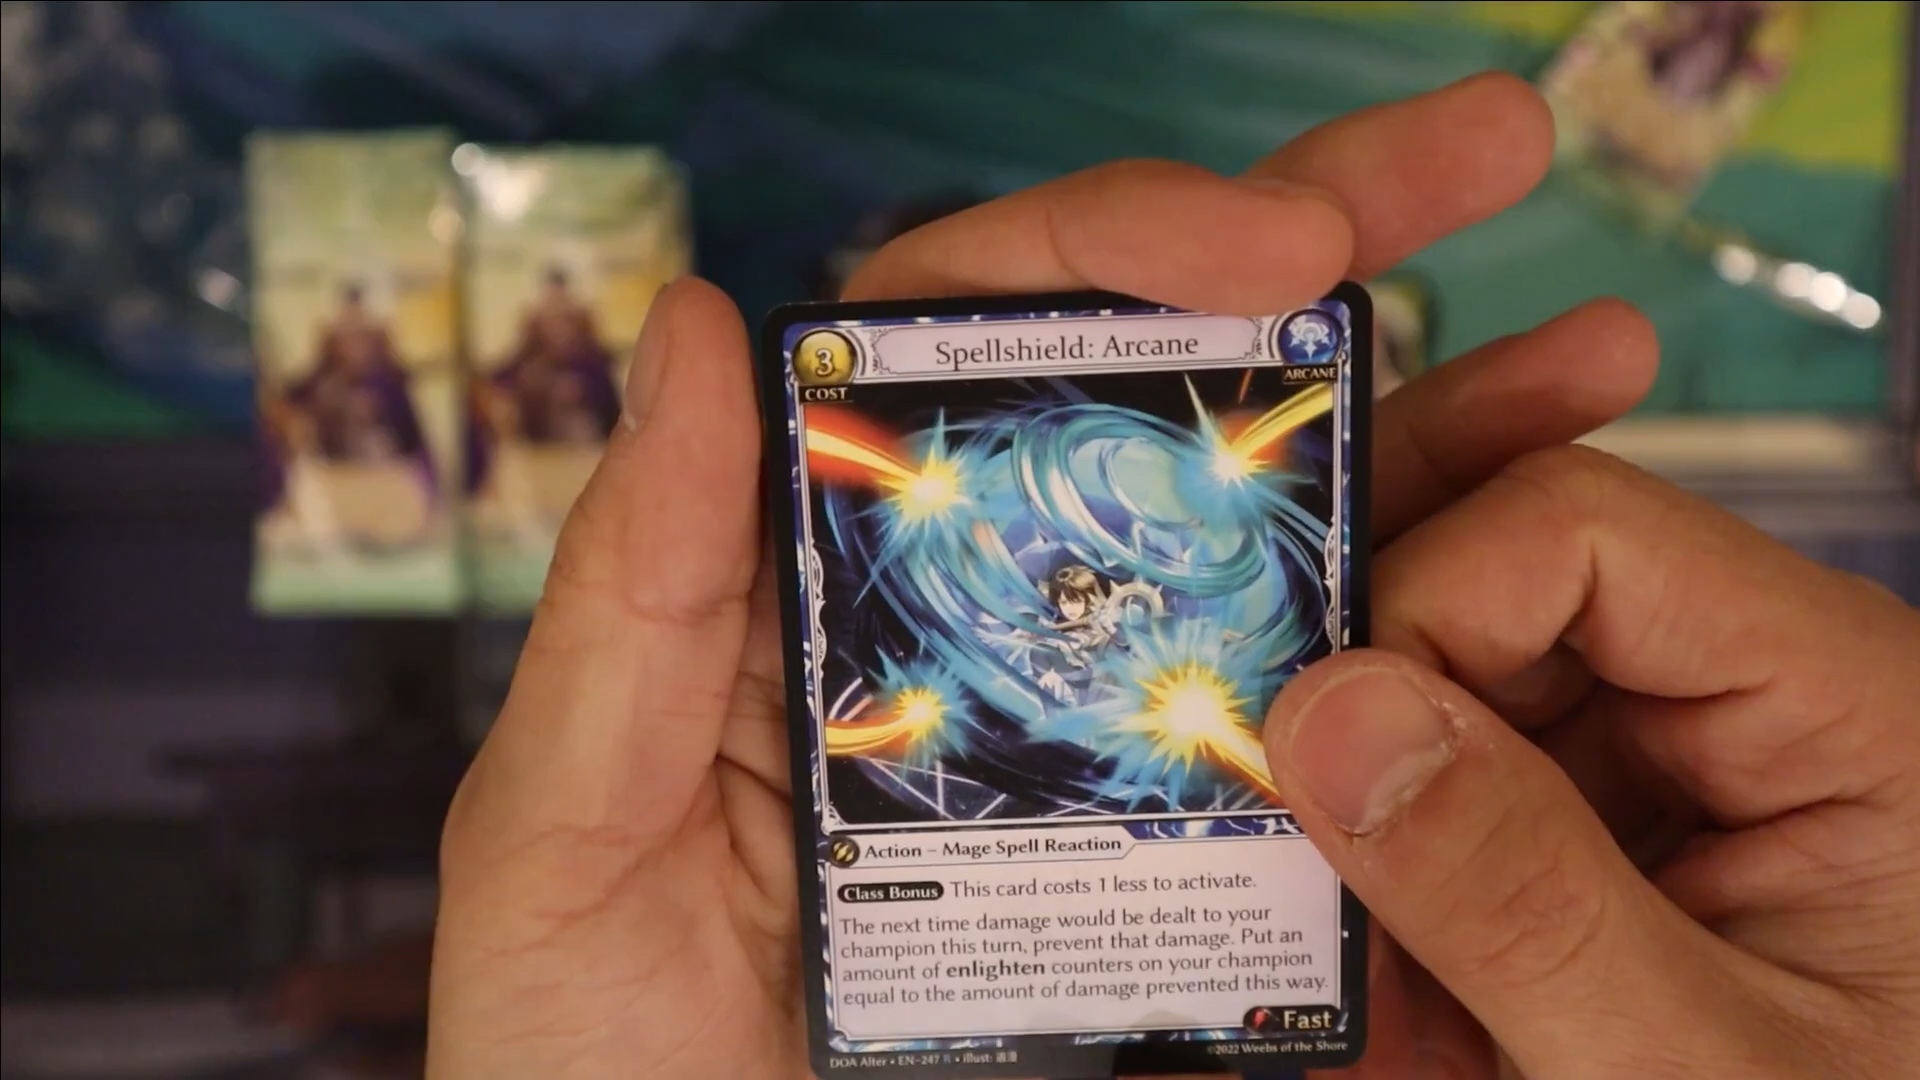 3
Spellshield: Arcane
COST
ARCANE
Action – Mage Spell Reaction
Class Bonus This card costs 1 less to activate.
The next time damage would be dealt to your
champion this turn, prevent that damage. Put an
amount of enlighten counters on your champion
equal to the amount of damage prevented this way.
Fast
DOA Alter • EN-247 R • Illust:
©2022 Weebs of the Shore